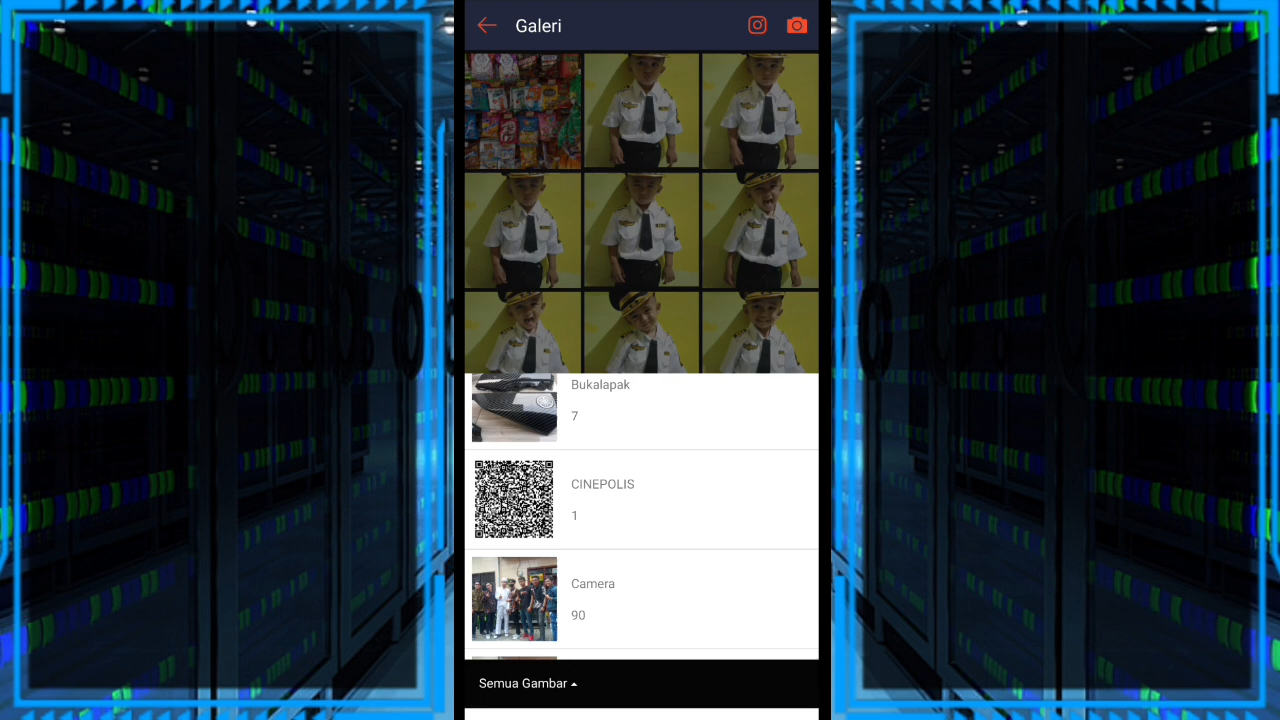 Galeri
Bukalapak
7
CINEPOLIS
1
Camera
90
Semua Gambar